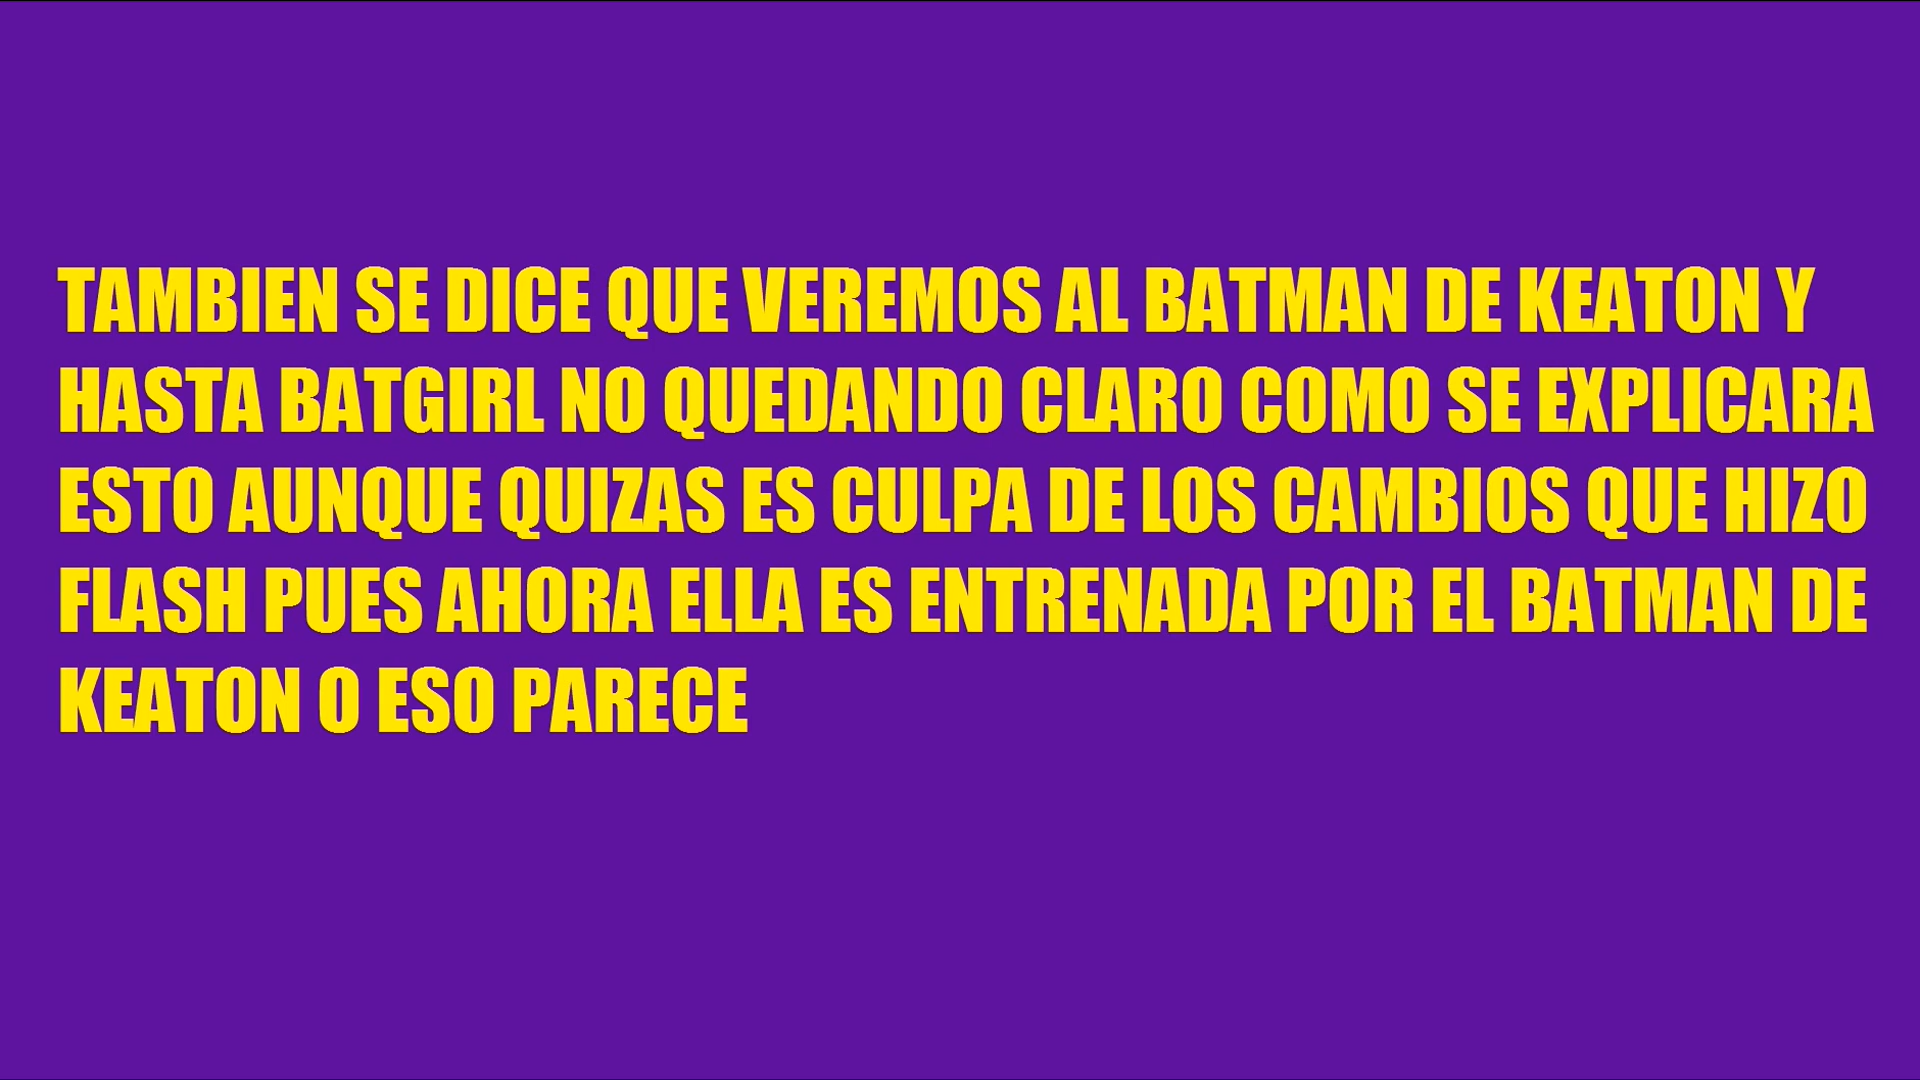 TAMBIEN SE DICE QUE VEREMOS AL BATMAN DE KEATON Y
HASTA BATGIRL NO QUEDANDO CLARO COMO SE EXPLICARA
ESTO AUNQUE QUIZAS ES CULPA DE LOS CAMBIOS QUE HIZO
FLASH PUES AHORA ELLA ES ENTRENADA POR EL BATMAN DE
KEATON O ESO PARECE